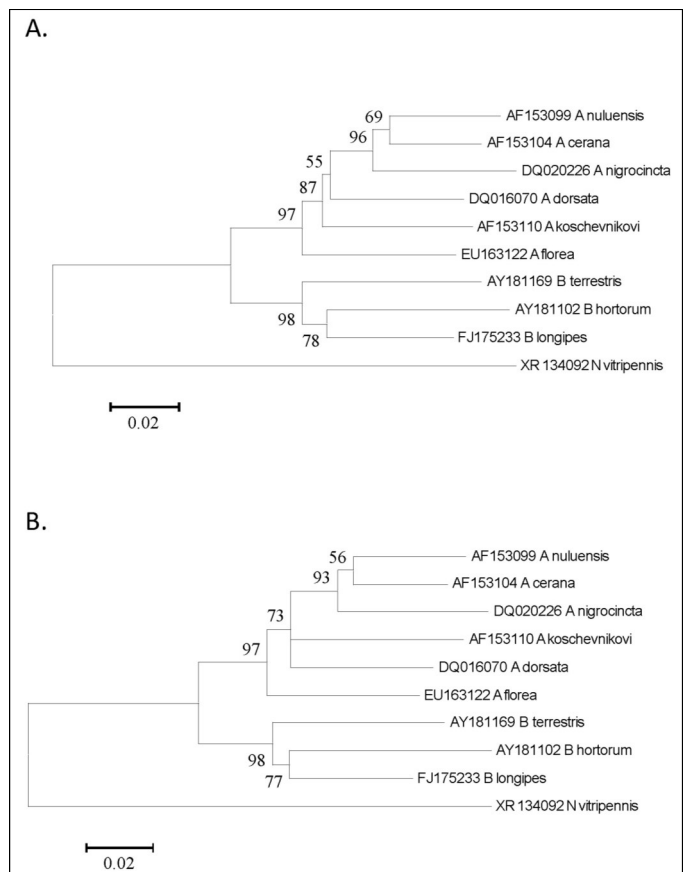 A.
69
AF153099 A nuluensis
96
AF153104 A cerana
55
DQ020226 A nigrocincta
87
DQ016070 A dorsata
97
AF153110 A koschevnikovi
EU163122 A florea
AY181169 B terrestris
98
AY181102 B hortorum
78
FJ175233 B longipes
XR 134092 N vitripennis
0.02
B.
56
AF153099 A nuluensis
93
AF153104 A cerana
DQ020226 A nigrocincta
73
AF153110 A koschevnikovi
97
DQ016070 A dorsata
EU163122 A florea
AY181169 B terrestris
98
AY181102 B hortorum
77
FJ175233 B longipes
XR 134092 N vitripennis
0.02